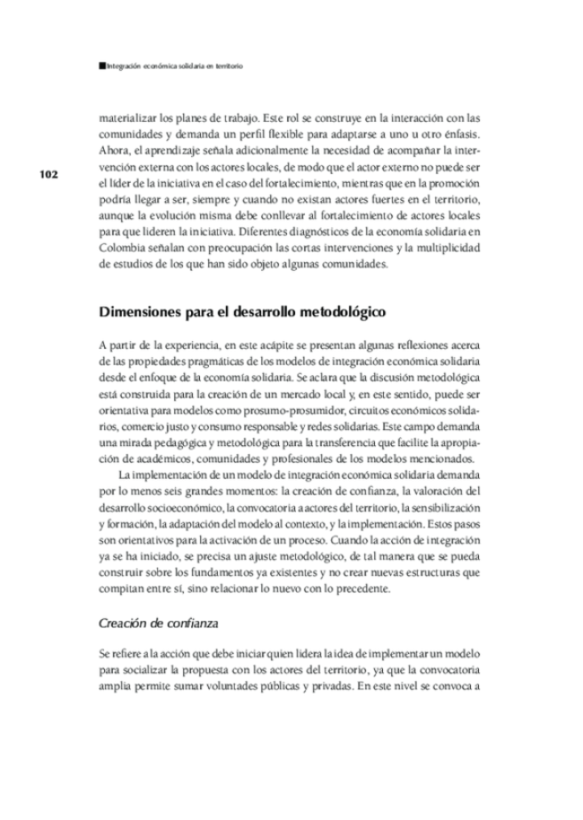 Integración económica solidaria en territorio
materializar los planes de trabajo. Este rol se construye en la interacción con las
comunidades y demanda un perfil flexible para adaptarse a uno u otro énfasis.
Ahora, el aprendizaje señala adicionalmente la necesidad de acompañar la inter-
vención externa con los actores locales, de modo que el actor externo no puede ser
102
el líder de la iniciativa en el caso del fortalecimiento, mientras que en la promoción
podría llegar a ser, siempre y cuando no existan actores fuertes en el territorio,
aunque la evolución misma debe conllevar al fortalecimiento de actores locales
para que lideren la iniciativa. Diferentes diagnósticos de la economía solidaria en
Colombia señalan con preocupación las cortas intervenciones y la multiplicidad
de estudios de los que han sido objeto algunas comunidades.
Dimensiones para el desarrollo metodológico
A partir de la experiencia, en este acápite se presentan algunas reflexiones acerca
de las propiedades pragmáticas de los modelos de integración económica solidaria
desde el enfoque de la economía solidaria. Se aclara que la discusión metodológica
está construida para la creación de un mercado local y, en este sentido, puede ser
orientativa para modelos como prosumo-prosumidor, circuitos económicos solida-
rios, comercio justo y consumo responsable y redes solidarias. Este campo demanda
una mirada pedagógica y metodológica para la transferencia que facilite la apropia-
ción de académicos, comunidades y profesionales de los modelos mencionados.
La implementación de un modelo de integración económica solidaria demanda
por lo menos seis grandes momentos: la creación de confianza, la valoración del
desarrollo socioeconómico, la convocatoria a actores del territorio, la sensibilización
y formación, la adaptación del modelo al contexto, y la implementación. Estos pasos
son orientativos para la activación de un proceso. Cuando la acción de integración
ya se ha iniciado, se precisa un ajuste metodológico, de tal manera que se pueda
construir sobre los fundamentos ya existentes y no crear nuevas estructuras que
compitan entre sí, sino relacionar lo nuevo con lo precedente.
Creación de confianza
Se refiere a la acción que debe iniciar quien lidera la idea de implementar un modelo
para socializar la propuesta con los actores del territorio, ya que la convocatoria
amplia permite sumar voluntades públicas y privadas. En este nivel se convoca a